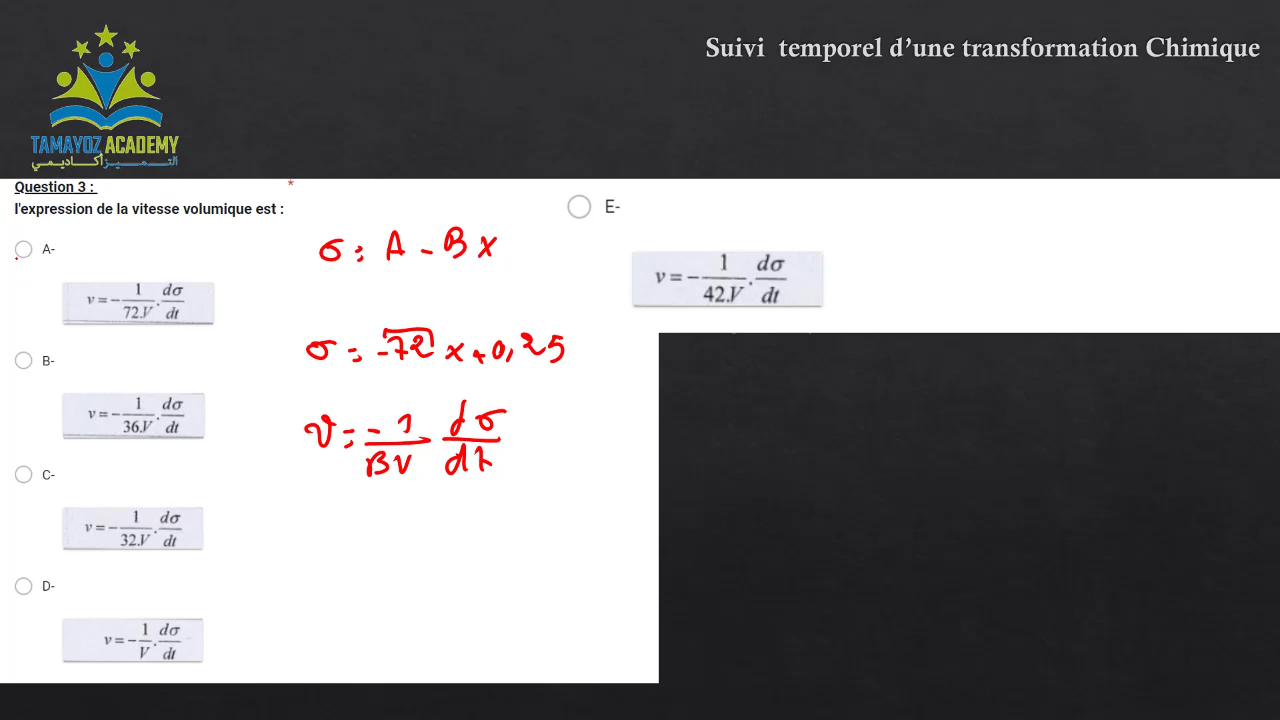 Suivi temporel d'une transformation Chimique
TAMAYOZ ACADEMY
التـمـيـز أكـاديـمـي
Question 3 :
*
l'expression de la vitesse volumique est :
A-
v = - 1/72.V . dσ/dt
B-
v = - 1/36.V . dσ/dt
C-
v = - 1/32.V . dσ/dt
D-
v = - 1/V . dσ/dt
σ = A - B x
σ = -72 x + 0,25
v = -1/BV dσ/dt
E-
v = - 1/42.V . dσ/dt